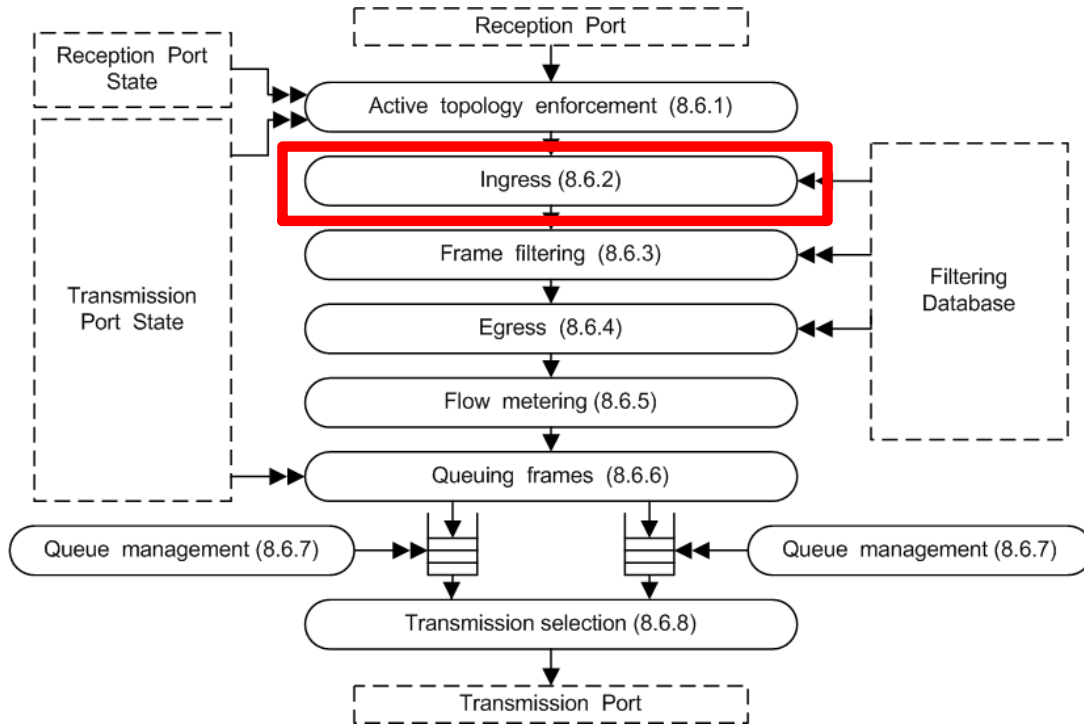 Reception Port
Reception Port
State
Active topology enforcement (8.6.1)
Ingress (8.6.2)
Frame filtering (8.6.3)
Transmission
Port State
Filtering
Database
Egress (8.6.4)
Flow metering (8.6.5)
Queuing frames (8.6.6)
Queue management (8.6.7)
Queue management (8.6.7)
Transmission selection (8.6.8)
Transmission Port